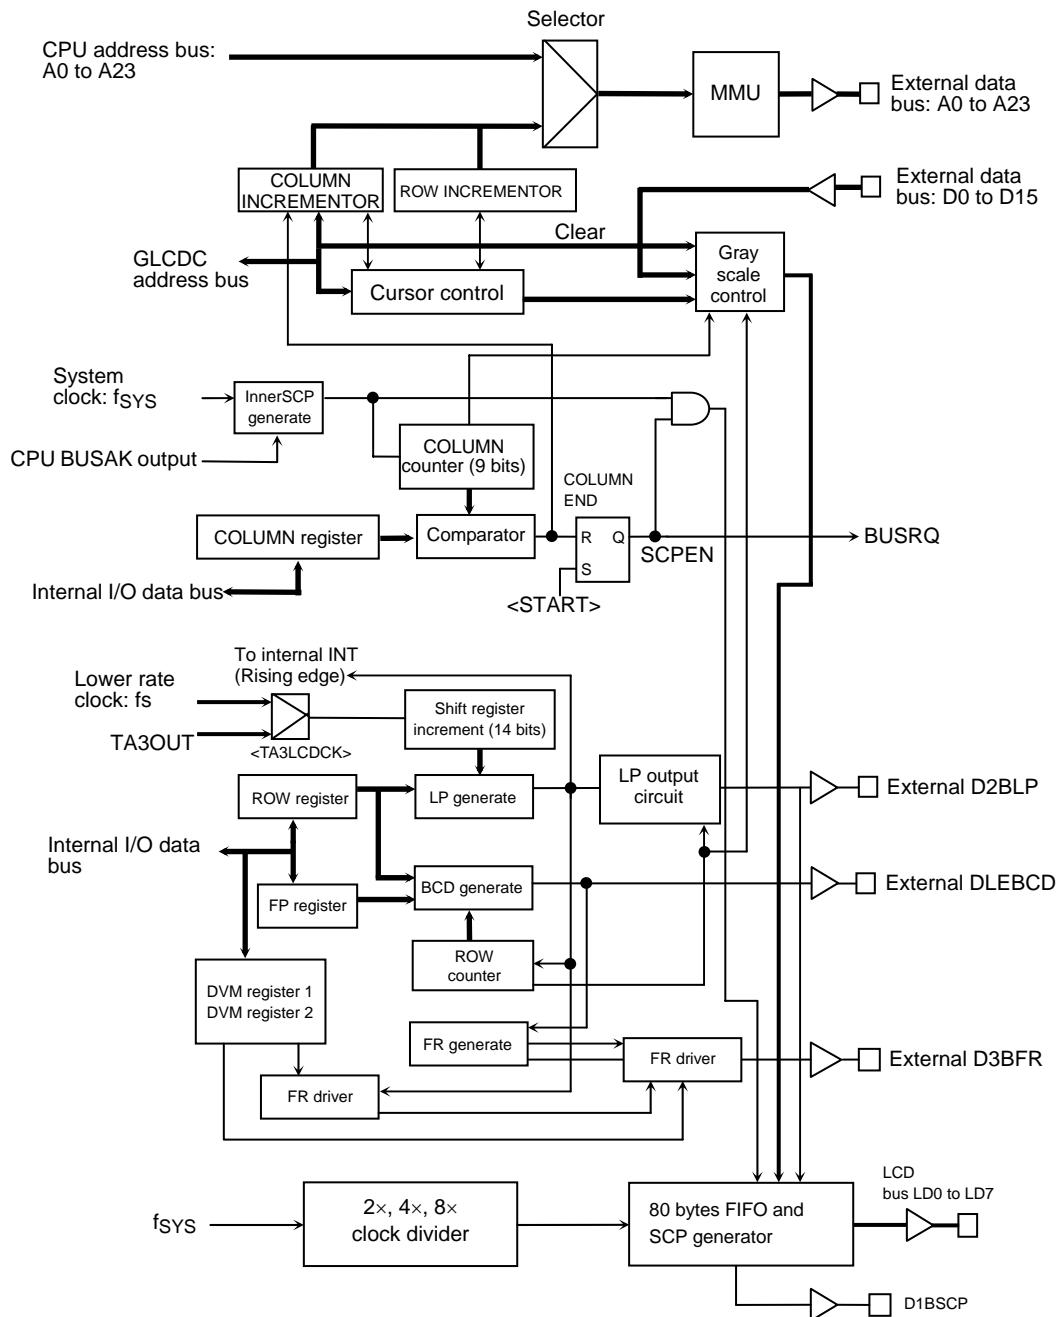 Selector
CPU address bus:
A0 to A23
MMU
External data
bus: A0 to A23
COLUMN
INCREMENTOR
ROW INCREMENTOR
External data
bus: D0 to D15
Clear
GLCDC
address bus
Cursor control
Gray
scale
control
System
clock: fSYS
InnerSCP
generate
CPU BUSAK output
COLUMN
counter (9 bits)
COLUMN
END
COLUMN register
Comparator
R
Q
S
SCPEN
BUSRQ
Internal I/O data bus
<START>
To internal INT
(Rising edge)
Lower rate
clock: fs
TA3OUT
<TA3LCDCK>
Shift register
increment (14 bits)
ROW register
LP generate
LP output
circuit
External D2BLP
Internal I/O data
bus
FP register
BCD generate
External DLEBCD
ROW
counter
DVM register 1
DVM register 2
FR generate
FR driver
External D3BFR
FR driver
LCD
bus LD0 to LD7
fSYS
2×, 4×, 8×
clock divider
80 bytes FIFO and
SCP generator
D1BSCP